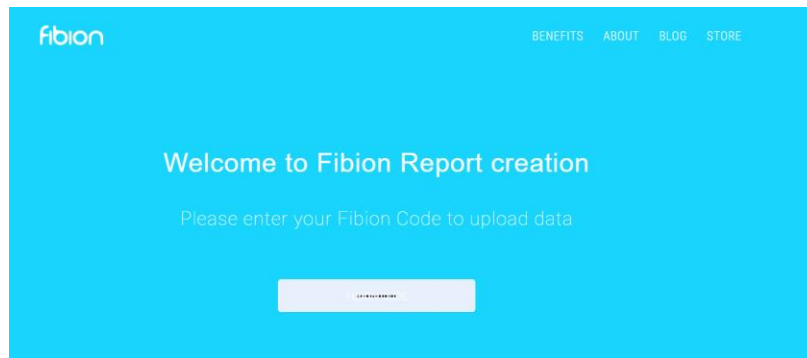 fibion
BENEFITS ABOUT BLOG STORE
Welcome to Fibion Report creation
Please enter your Fibion Code to upload data